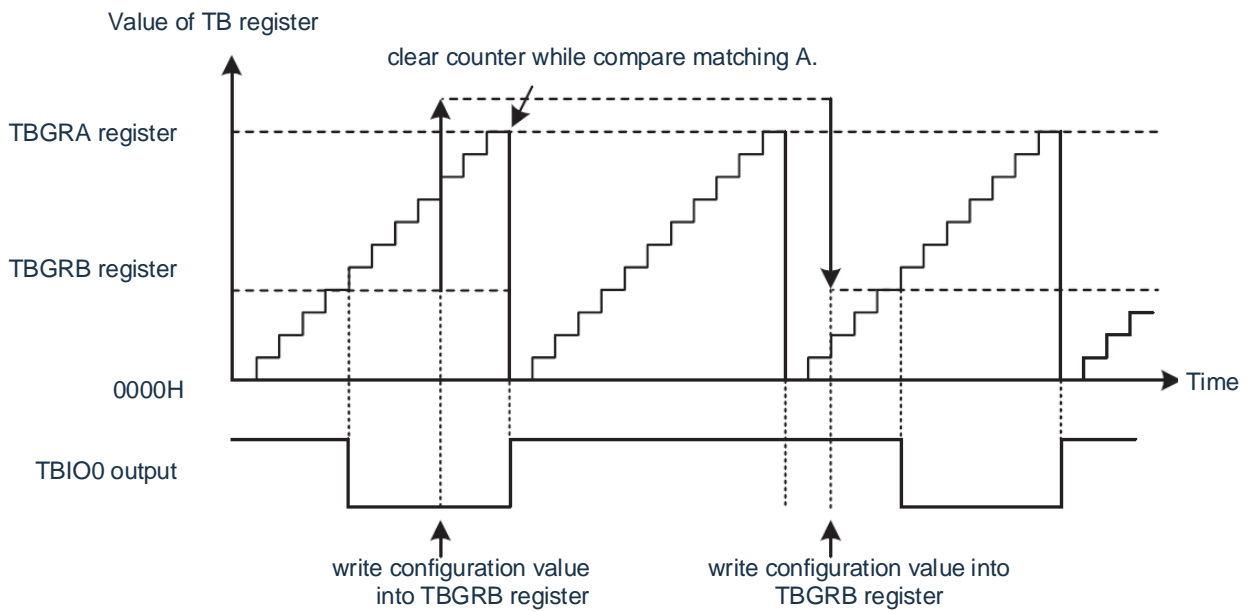 Value of TB register
clear counter while compare matching A.
TBGRA register
TBGRB register
0000H
Time
TBIO0 output
write configuration value
into TBGRB register
write configuration value into
TBGRB register